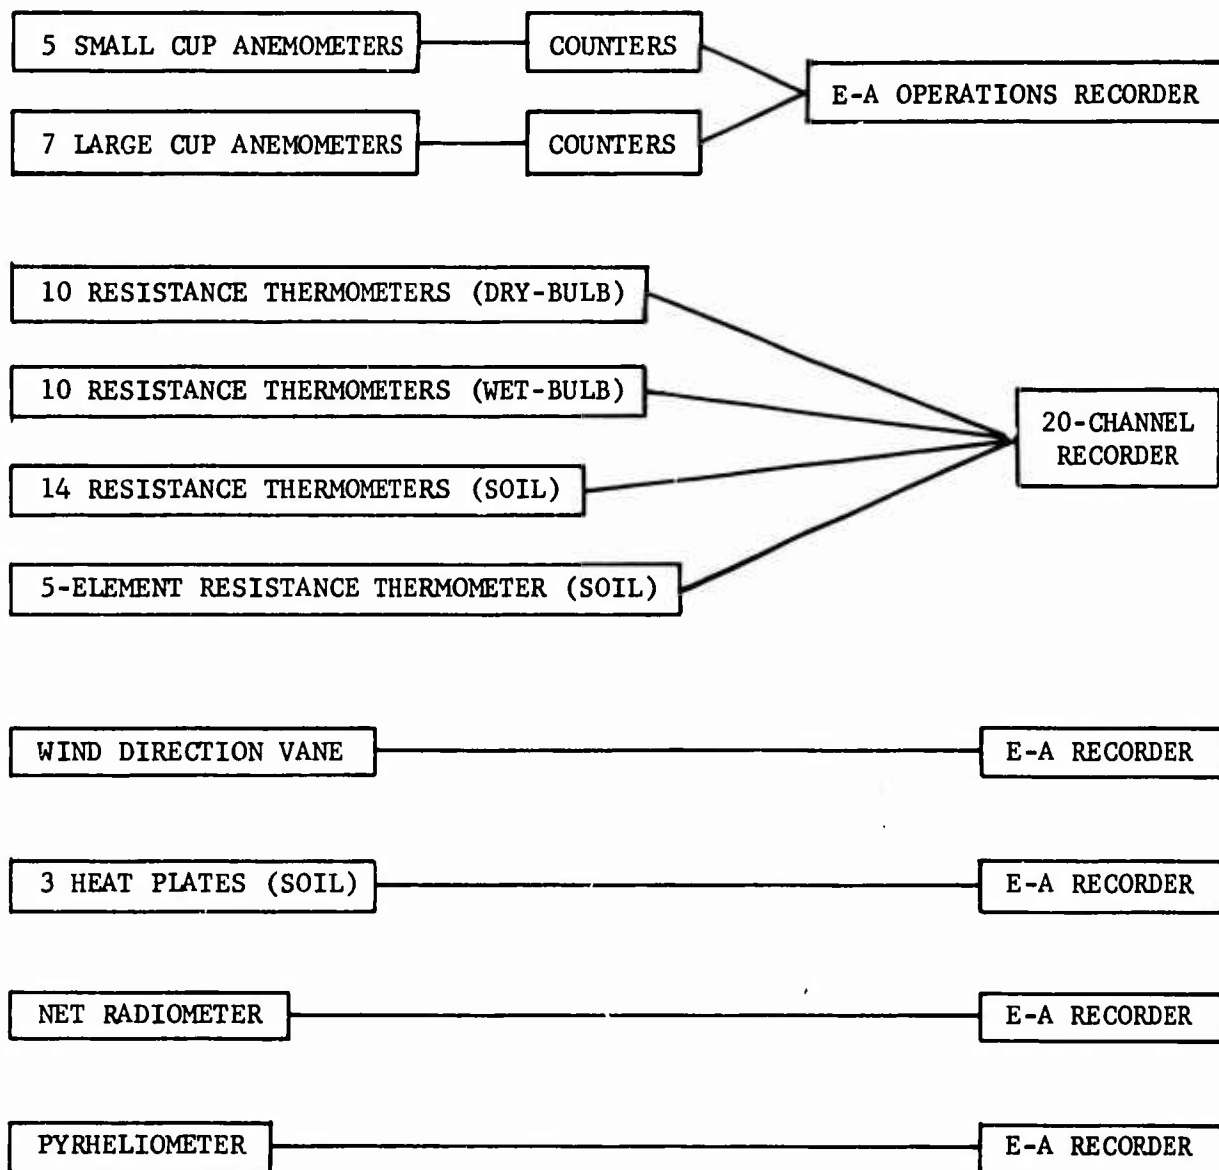 5 SMALL CUP ANEMOMETERS
COUNTERS
E-A OPERATIONS RECORDER
7 LARGE CUP ANEMOMETERS
COUNTERS
10 RESISTANCE THERMOMETERS (DRY-BULB)
10 RESISTANCE THERMOMETERS (WET-BULB)
20-CHANNEL
RECORDER
14 RESISTANCE THERMOMETERS (SOIL)
5-ELEMENT RESISTANCE THERMOMETER (SOIL)
WIND DIRECTION VANE
E-A RECORDER
3 HEAT PLATES (SOIL)
E-A RECORDER
NET RADIOMETER
E-A RECORDER
PYRHELIOMETER
E-A RECORDER